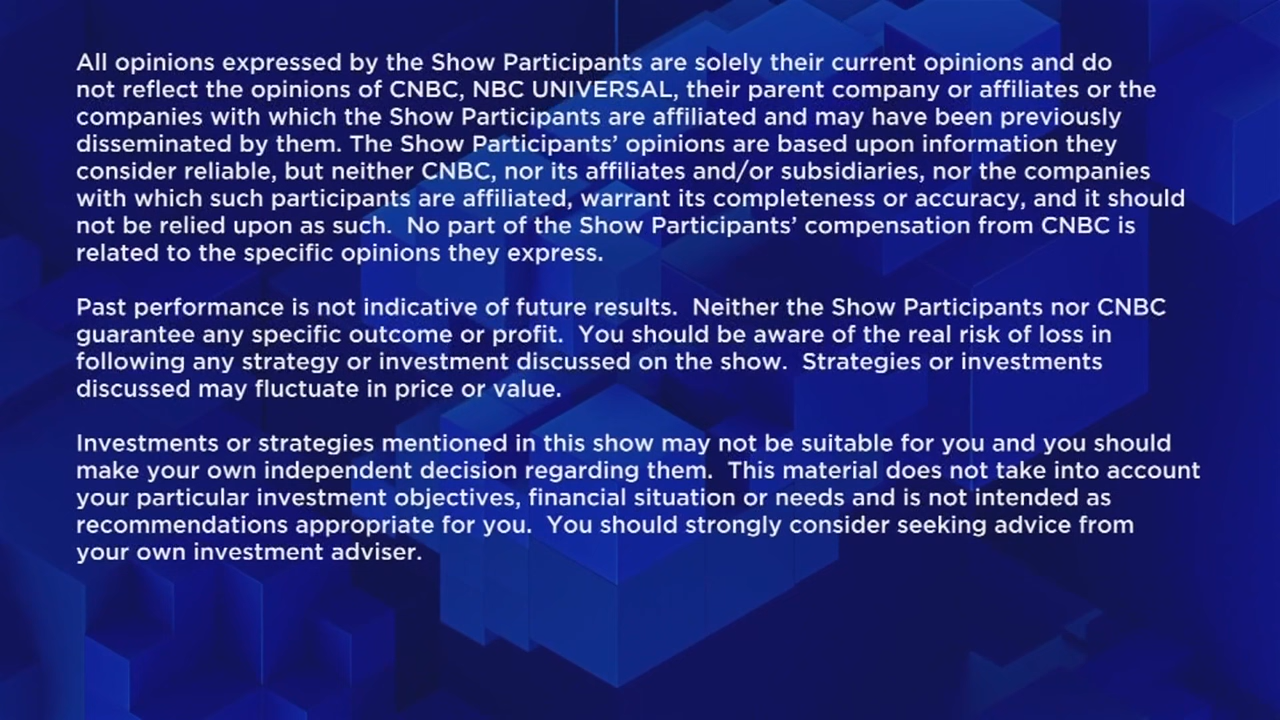 All opinions expressed by the Show Participants are solely their current opinions and do
not reflect the opinions of CNBC, NBC UNIVERSAL, their parent company or affiliates or the
companies with which the Show Participants are affiliated and may have been previously
disseminated by them. The Show Participants’ opinions are based upon information they
consider reliable, but neither CNBC, nor its affiliates and/or subsidiaries, nor the companies
with which such participants are affiliated, warrant its completeness or accuracy, and it should
not be relied upon as such.  No part of the Show Participants’ compensation from CNBC is
related to the specific opinions they express.
Past performance is not indicative of future results.  Neither the Show Participants nor CNBC
guarantee any specific outcome or profit.  You should be aware of the real risk of loss in
following any strategy or investment discussed on the show.  Strategies or investments
discussed may fluctuate in price or value.
Investments or strategies mentioned in this show may not be suitable for you and you should
make your own independent decision regarding them.  This material does not take into account
your particular investment objectives, financial situation or needs and is not intended as
recommendations appropriate for you.  You should strongly consider seeking advice from
your own investment adviser.